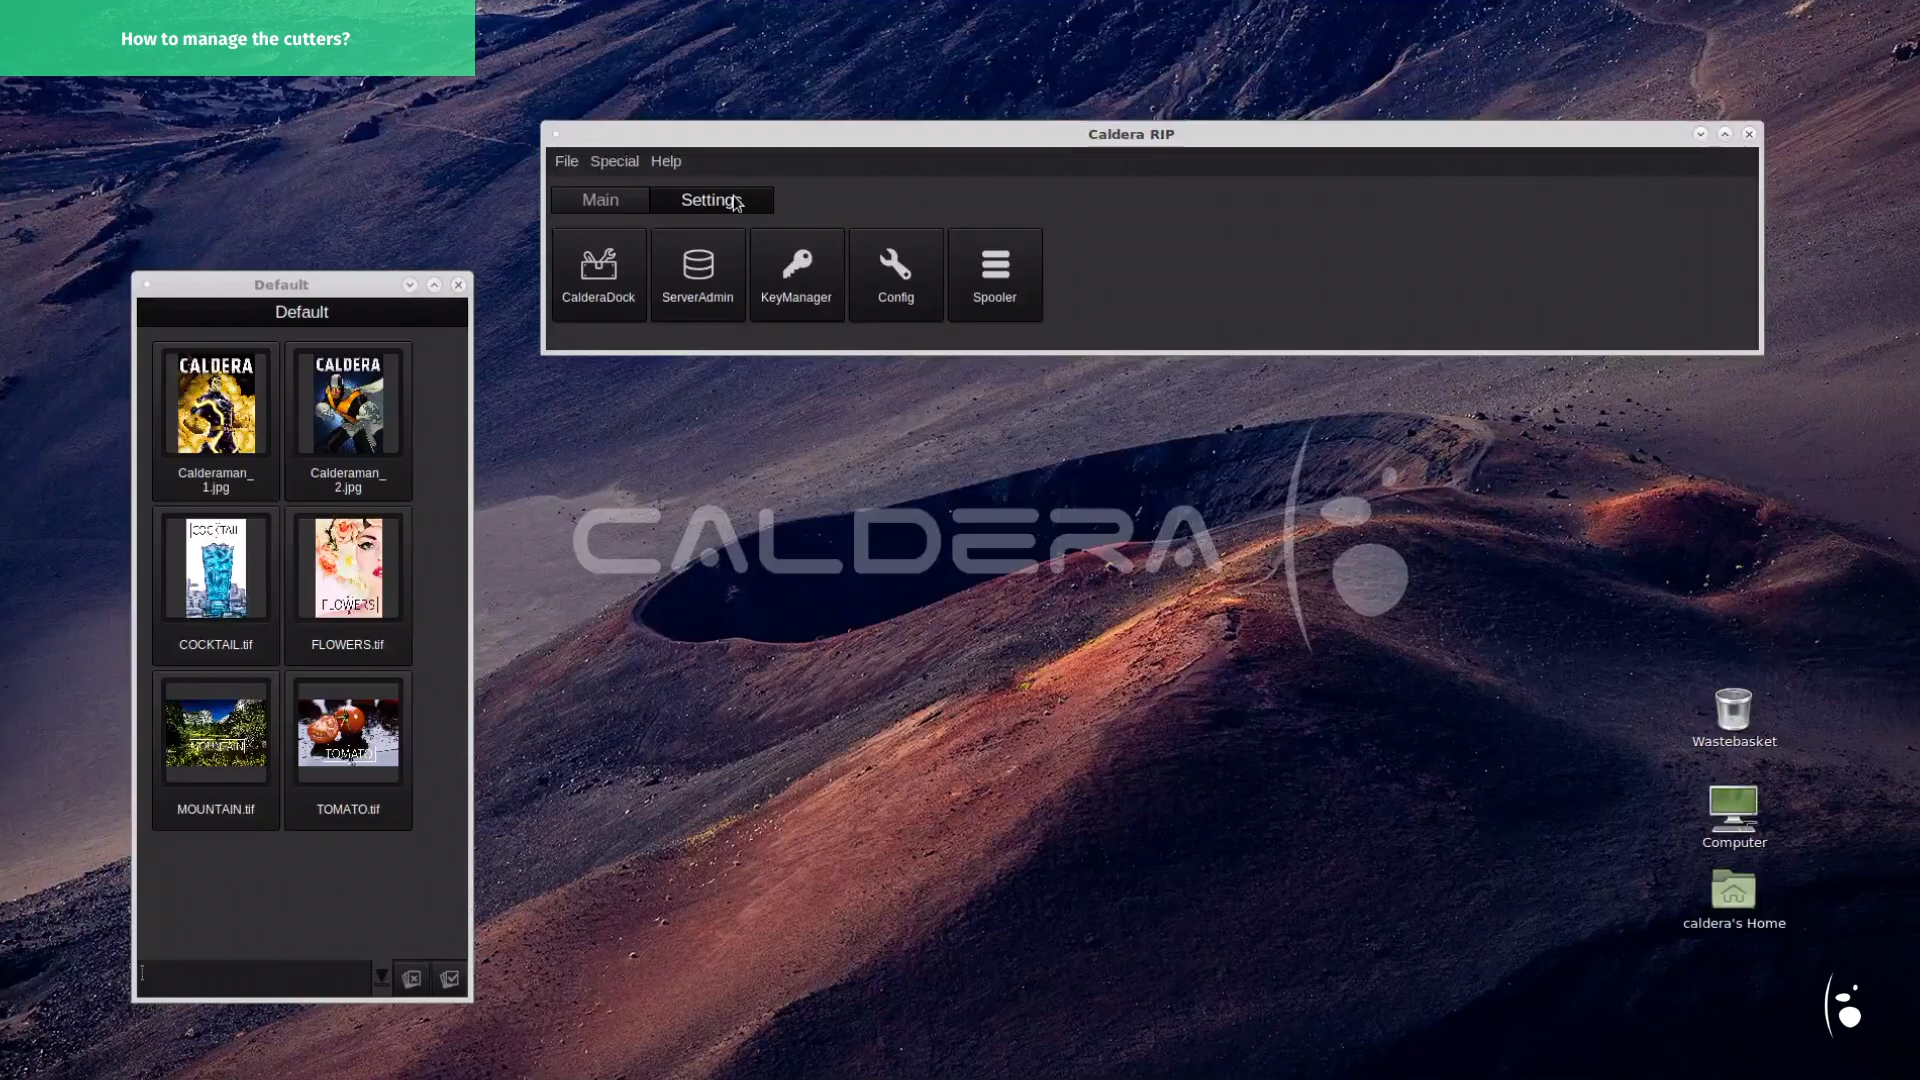 How to manage the cutters?
Caldera RIP
File Special Help
Main Settings
CalderaDock ServerAdmin KeyManager Config Spooler
Default
Default
CALDERA CALDERA
Calderaman_
1.jpg
Calderaman_
2.jpg
COCKTAIL
FLOWERS
COCKTAIL.tif FLOWERS.tif
MOUNTAIN
TOMATO
MOUNTAIN.tif TOMATO.tif
CALDERA
Wastebasket
Computer
caldera's Home